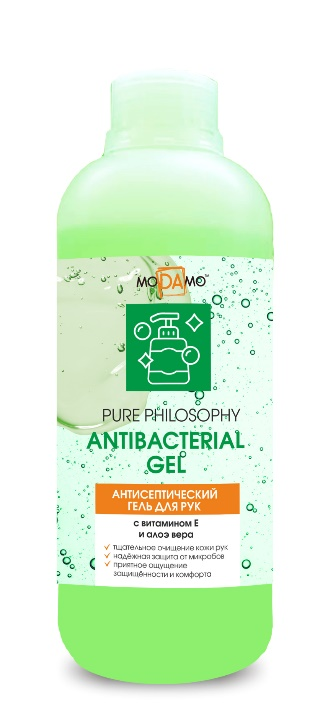 MODAMO™
PURE PHILOSOPHY
ANTIBACTERIAL
GEL
АНТИСЕПТИЧЕСКИЙ
ГЕЛЬ ДЛЯ РУК
с витамином Е
и алоэ вера
тщательное очищение кожи рук
надёжная защита от микробов
приятное ощущение
защищённости и комфорта